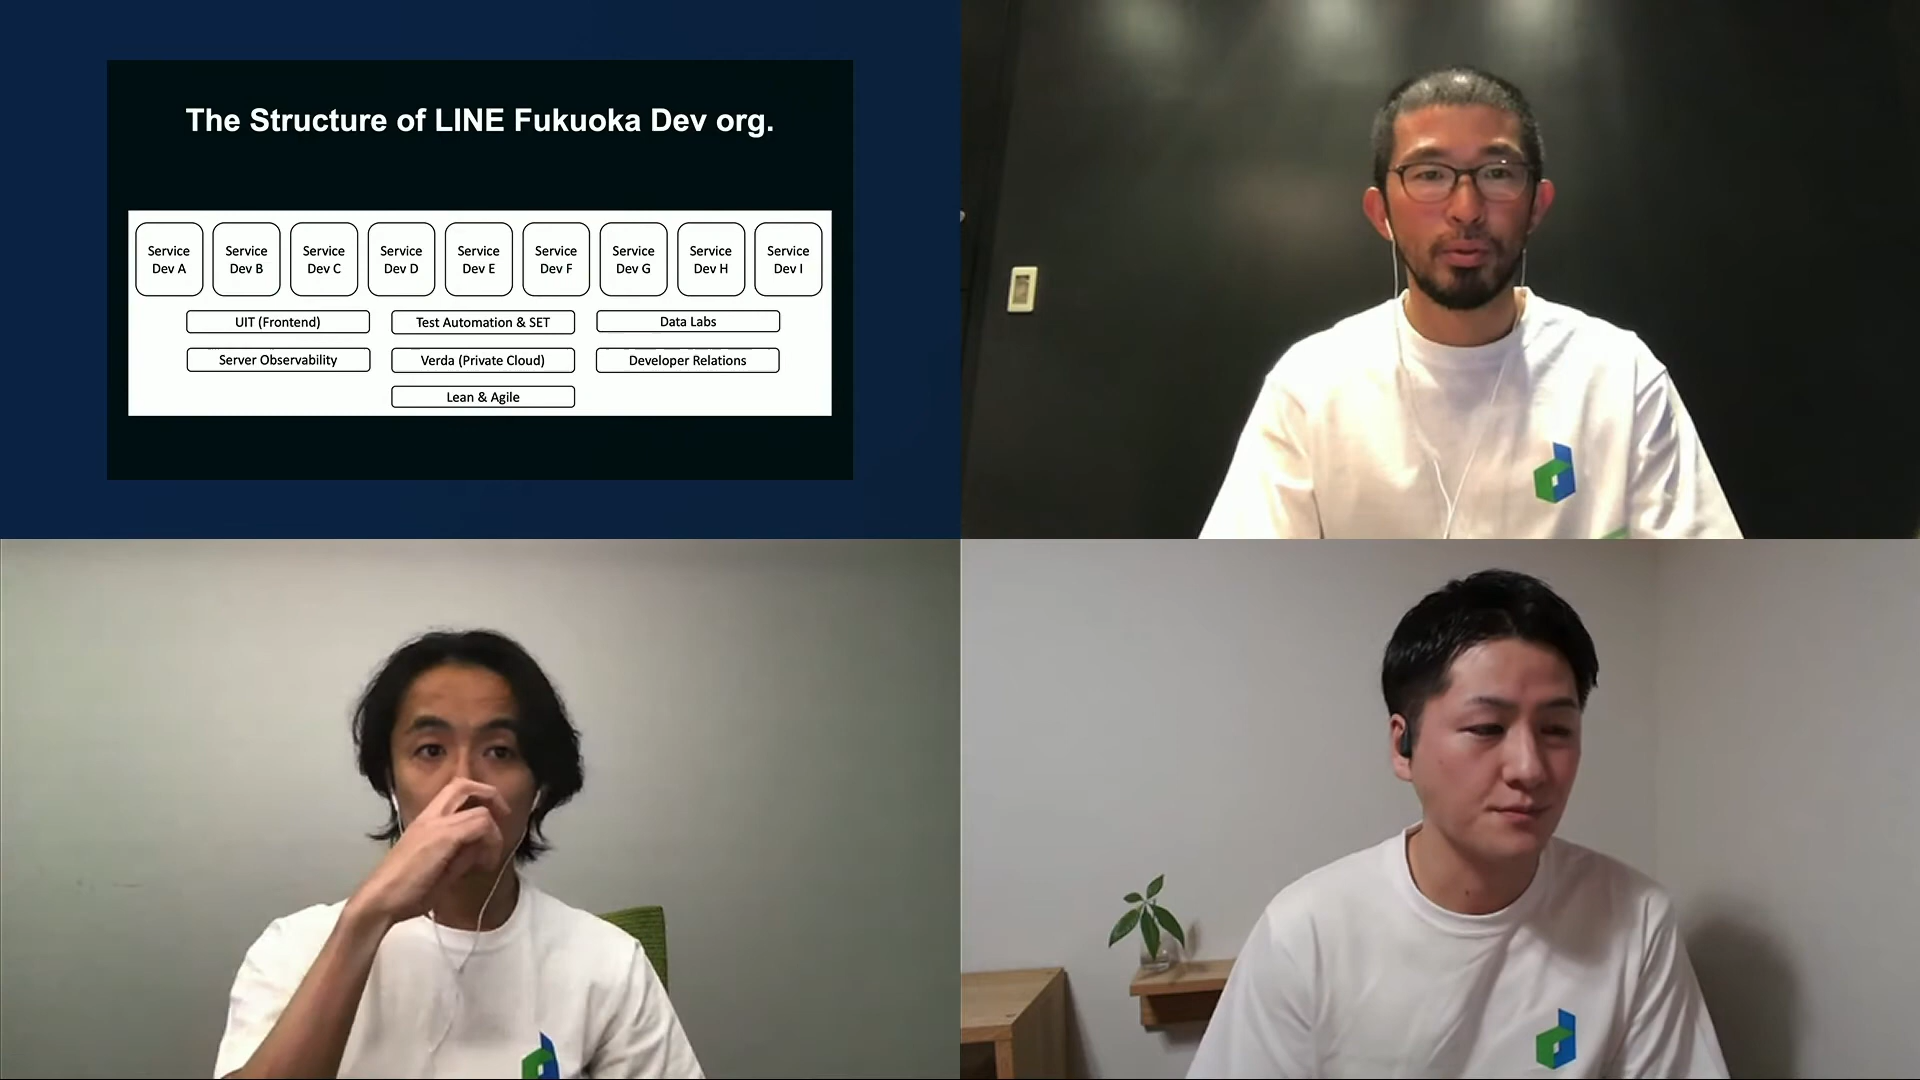 The Structure of LINE Fukuoka Dev org.
Service
Dev A
Service
Dev B
Service
Dev C
Service
Dev D
Service
Dev E
Service
Dev F
Service
Dev G
Service
Dev H
Service
Dev I
UIT (Frontend)
Test Automation & SET
Data Labs
Server Observability
Verda (Private Cloud)
Developer Relations
Lean & Agile